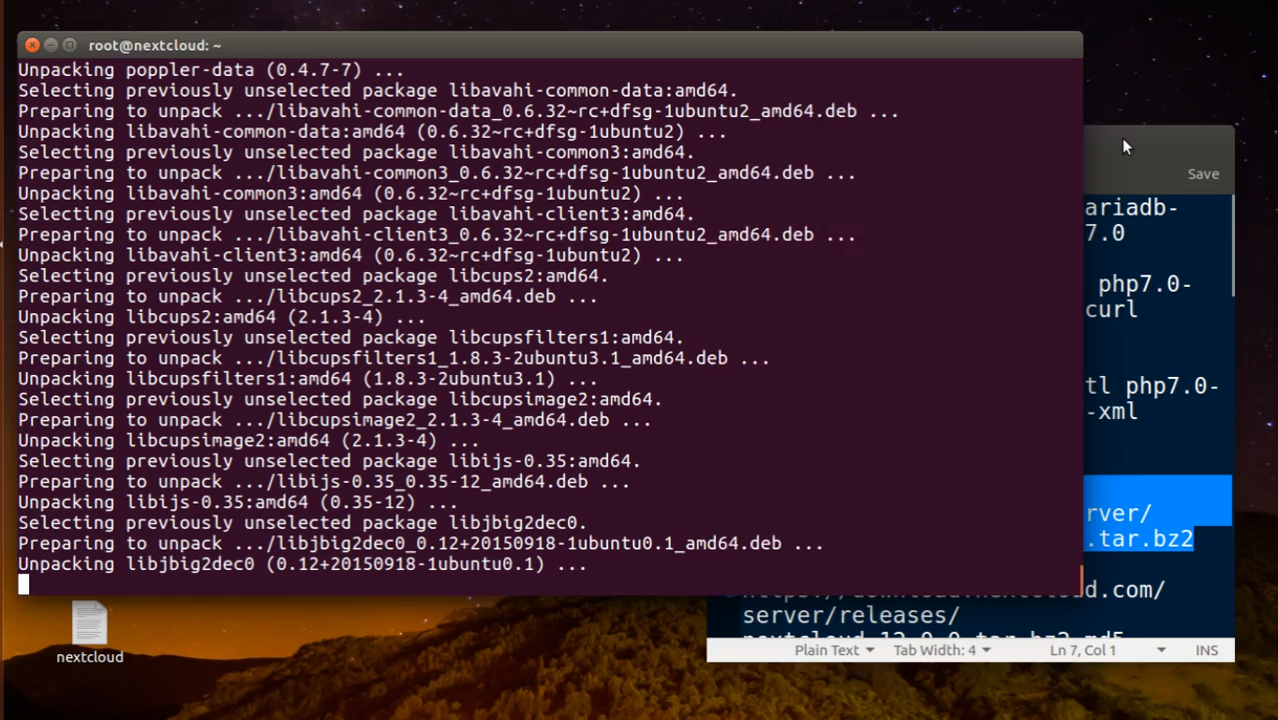 root@nextcloud: ~
Unpacking poppler-data (0.4.7-7) ...
Selecting previously unselected package libavahi-common-data:amd64.
Preparing to unpack .../libavahi-common-data_0.6.32~rc+dfsg-1ubuntu2_amd64.deb ...
Unpacking libavahi-common-data:amd64 (0.6.32~rc+dfsg-1ubuntu2) ...
Selecting previously unselected package libavahi-common3:amd64.
Preparing to unpack .../libavahi-common3_0.6.32~rc+dfsg-1ubuntu2_amd64.deb ...
Unpacking libavahi-common3:amd64 (0.6.32~rc+dfsg-1ubuntu2) ...
Selecting previously unselected package libavahi-client3:amd64.
Preparing to unpack .../libavahi-client3_0.6.32~rc+dfsg-1ubuntu2_amd64.deb ...
Unpacking libavahi-client3:amd64 (0.6.32~rc+dfsg-1ubuntu2) ...
Selecting previously unselected package libcups2:amd64.
Preparing to unpack .../libcups2_2.1.3-4_amd64.deb ...
Unpacking libcups2:amd64 (2.1.3-4) ...
Selecting previously unselected package libcupsfilters1:amd64.
Preparing to unpack .../libcupsfilters1_1.8.3-2ubuntu3.1_amd64.deb ...
Unpacking libcupsfilters1:amd64 (1.8.3-2ubuntu3.1) ...
Selecting previously unselected package libcupsimage2:amd64.
Preparing to unpack .../libcupsimage2_2.1.3-4_amd64.deb ...
Unpacking libcupsimage2:amd64 (2.1.3-4) ...
Selecting previously unselected package libijs-0.35:amd64.
Preparing to unpack .../libijs-0.35_0.35-12_amd64.deb ...
Unpacking libijs-0.35:amd64 (0.35-12) ...
Selecting previously unselected package libjbig2dec0.
Preparing to unpack .../libjbig2dec0_0.12+20150918-1ubuntu0.1_amd64.deb ...
Unpacking libjbig2dec0 (0.12+20150918-1ubuntu0.1) ...
Save
ariadb-
7.0
php7.0-
curl
tl php7.0-
-xml
rver/
.tar.bz2
d.com/
server/releases/
Plain Text
Tab Width: 4
Ln 7, Col 1
INS
nextcloud